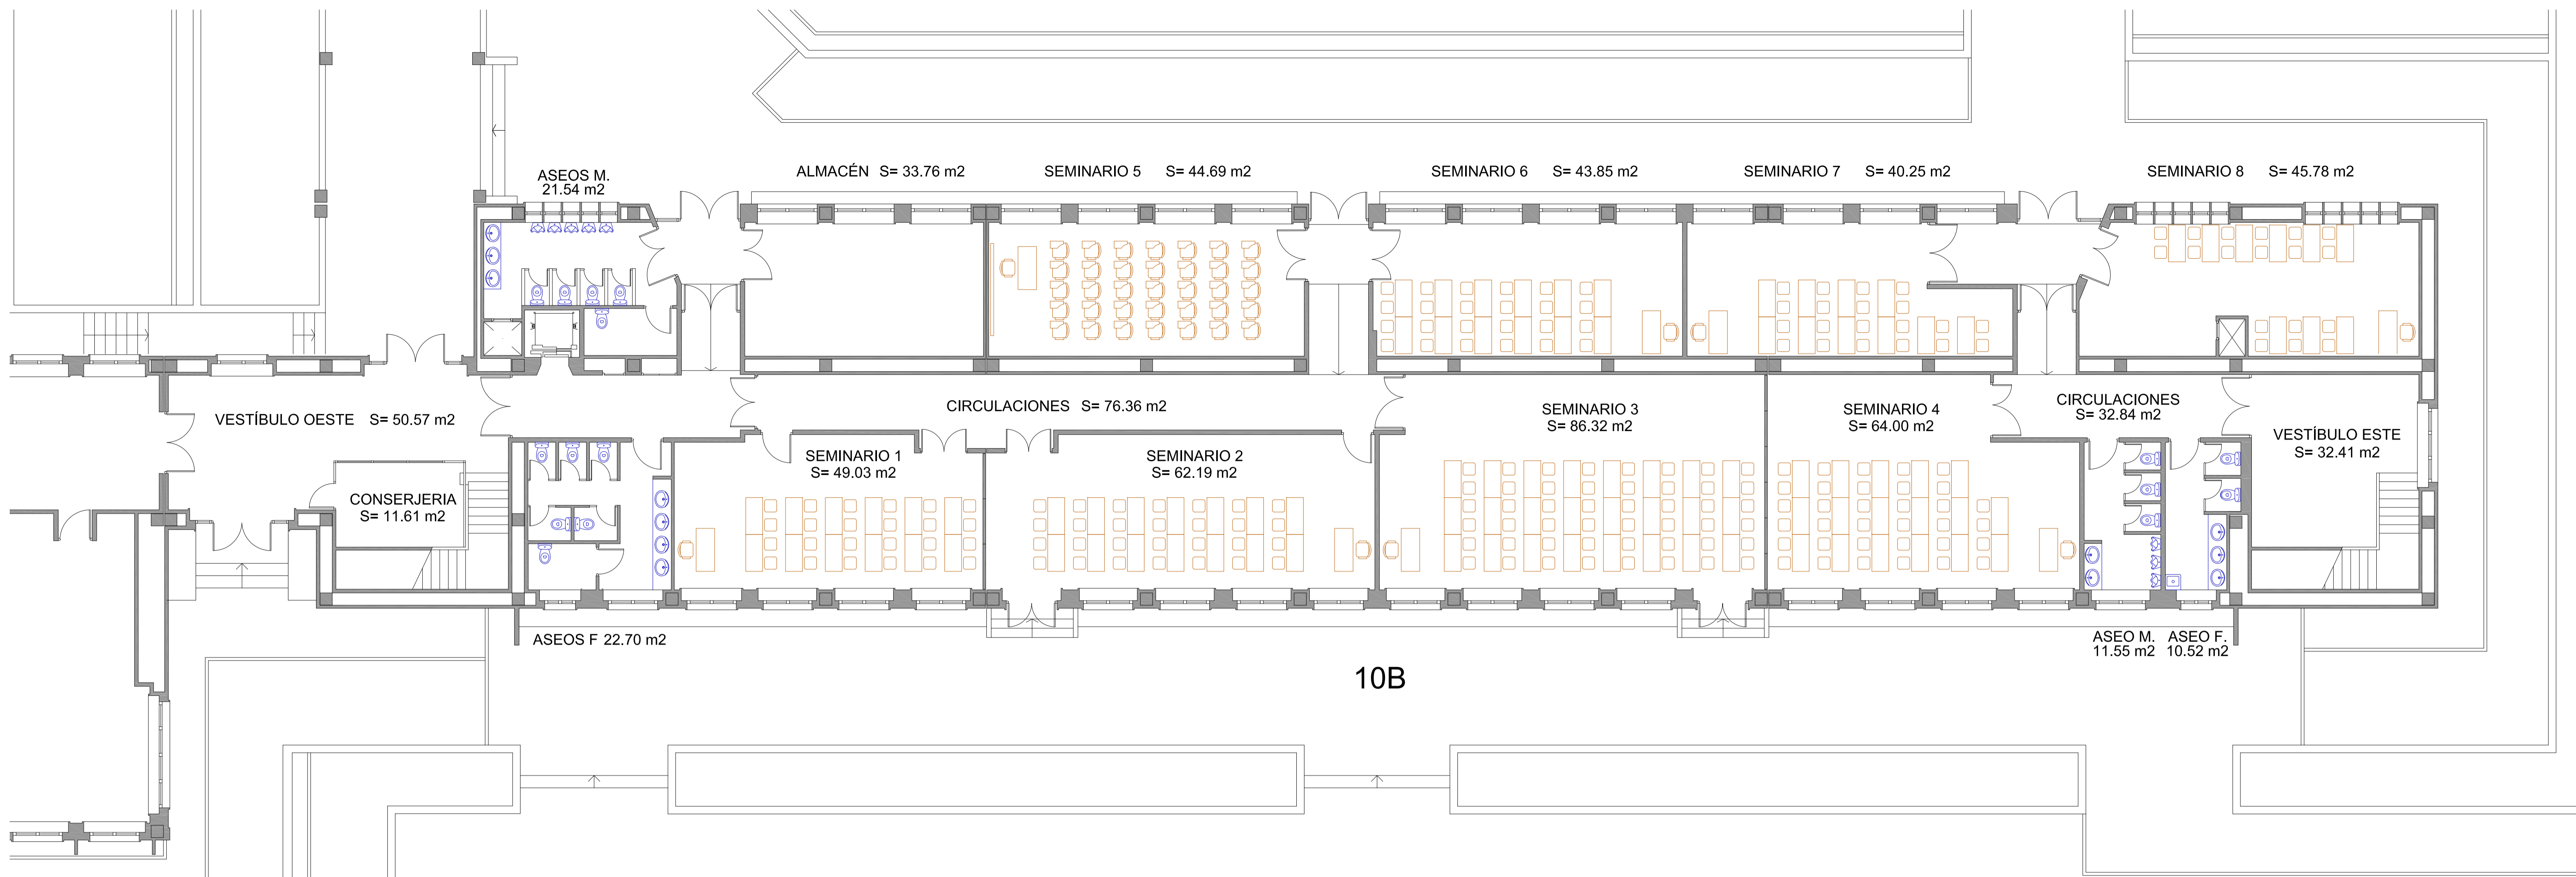 ASEOS M.
21.54 m2
ALMACÉN S= 33.76 m2
SEMINARIO 5 S= 44.69 m2
SEMINARIO 6 S= 43.85 m2
SEMINARIO 7 S= 40.25 m2
SEMINARIO 8 S= 45.78 m2
VESTÍBULO OESTE S= 50.57 m2
CIRCULACIONES S= 76.36 m2
SEMINARIO 3
S= 86.32 m2
SEMINARIO 4
S= 64.00 m2
CIRCULACIONES
S= 32.84 m2
VESTÍBULO ESTE
S= 32.41 m2
CONSERJERIA
S= 11.61 m2
SEMINARIO 1
S= 49.03 m2
SEMINARIO 2
S= 62.19 m2
ASEOS F 22.70 m2
ASEO M.
11.55 m2
ASEO F.
10.52 m2
10B